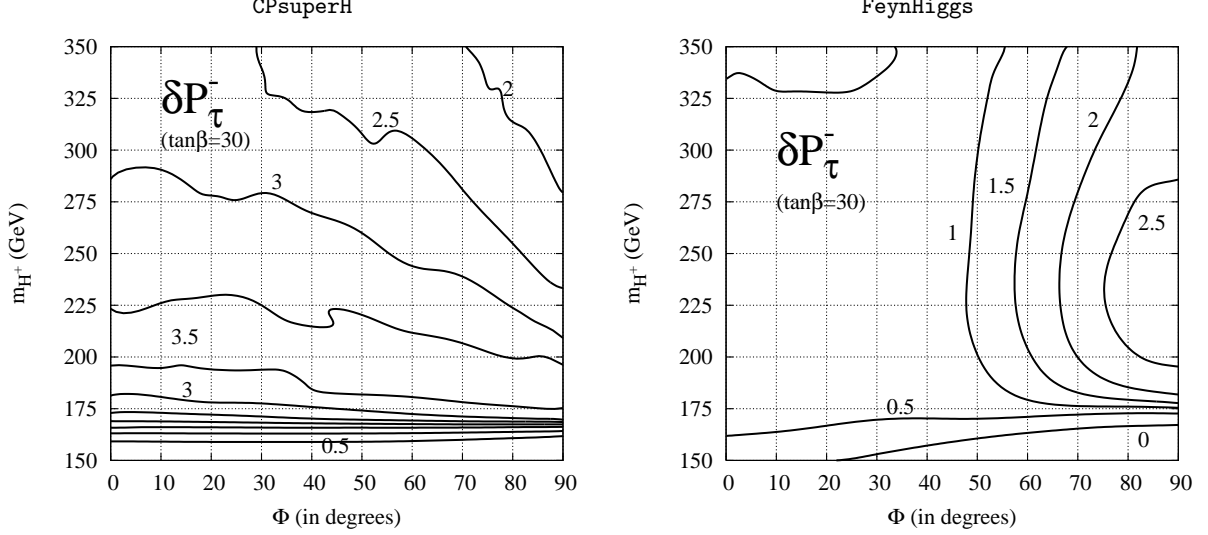 CPsuperH
350
325
300
275
250
225
200
175
150
0 10 20 30 40 50 60 70 80 90
m_{H^+} (GeV)
Φ (in degrees)
δP_τ^-
(tanβ=30)
2
2.5
3
3.5
3
0.5
FeynHiggs
350
325
300
275
250
225
200
175
150
0 10 20 30 40 50 60 70 80 90
m_{H^+} (GeV)
Φ (in degrees)
δP_τ^-
(tanβ=30)
2
1.5
2.5
1
0.5
0